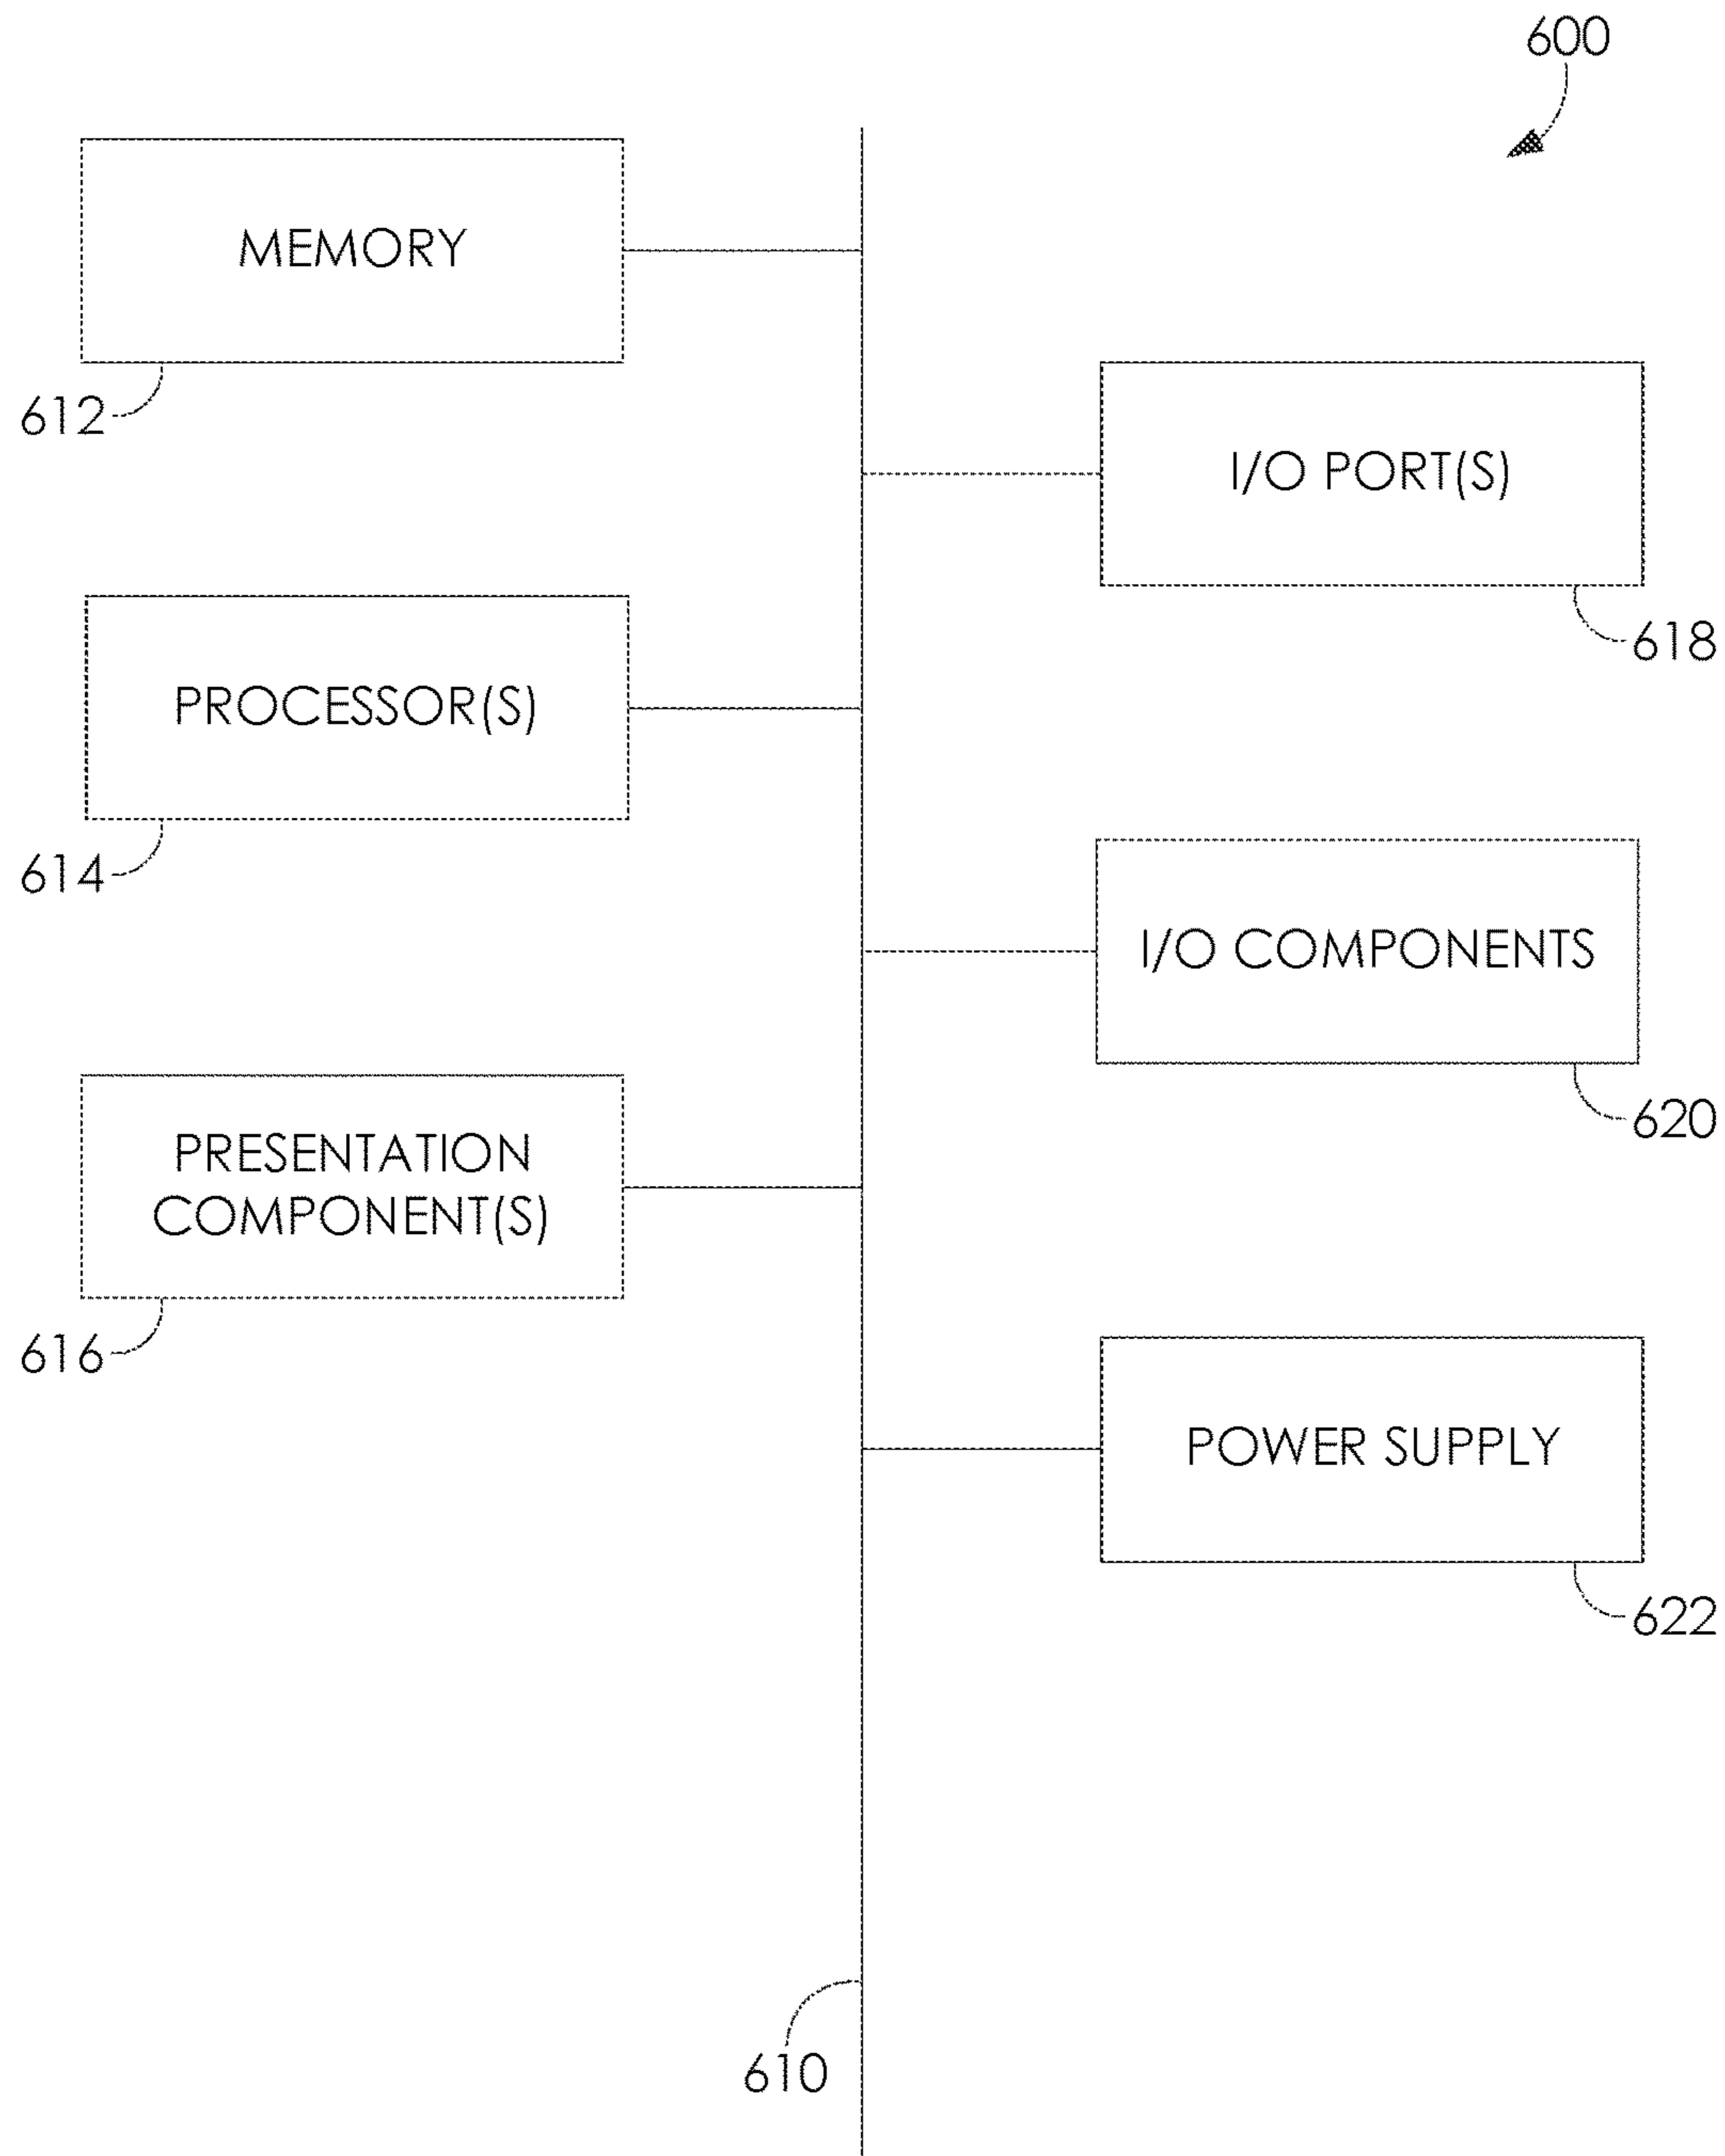 600
MEMORY
612
I/O PORT(S)
618
PROCESSOR(S)
614
I/O COMPONENTS
620
PRESENTATION
COMPONENT(S)
616
POWER SUPPLY
622
610